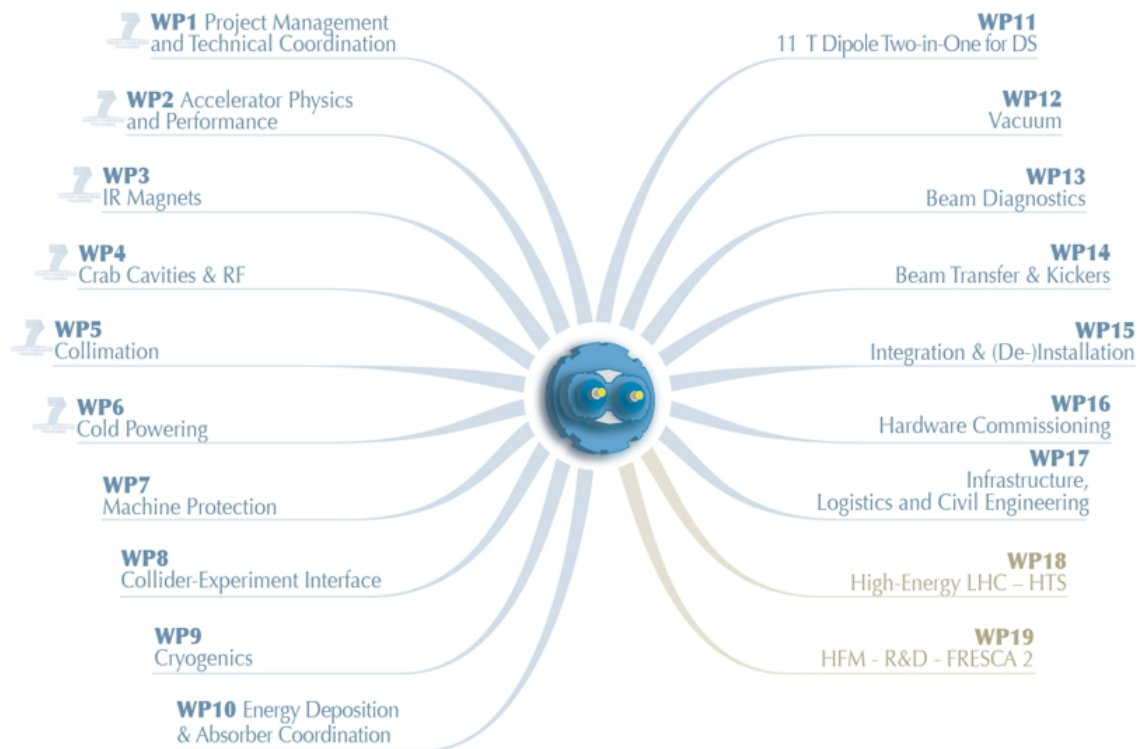 WP1 Project Management
and Technical Coordination
WP2 Accelerator Physics
and Performance
WP3
IR Magnets
WP4
Crab Cavities & RF
WP5
Collimation
WP6
Cold Powering
WP7
Machine Protection
WP8
Collider-Experiment Interface
WP9
Cryogenics
WP10 Energy Deposition
& Absorber Coordination
WP11
11 T Dipole Two-in-One for DS
WP12
Vacuum
WP13
Beam Diagnostics
WP14
Beam Transfer & Kickers
WP15
Integration & (De-)Installation
WP16
Hardware Commissioning
WP17
Infrastructure,
Logistics and Civil Engineering
WP18
High-Energy LHC – HTS
WP19
HFM - R&D - FRESCA 2